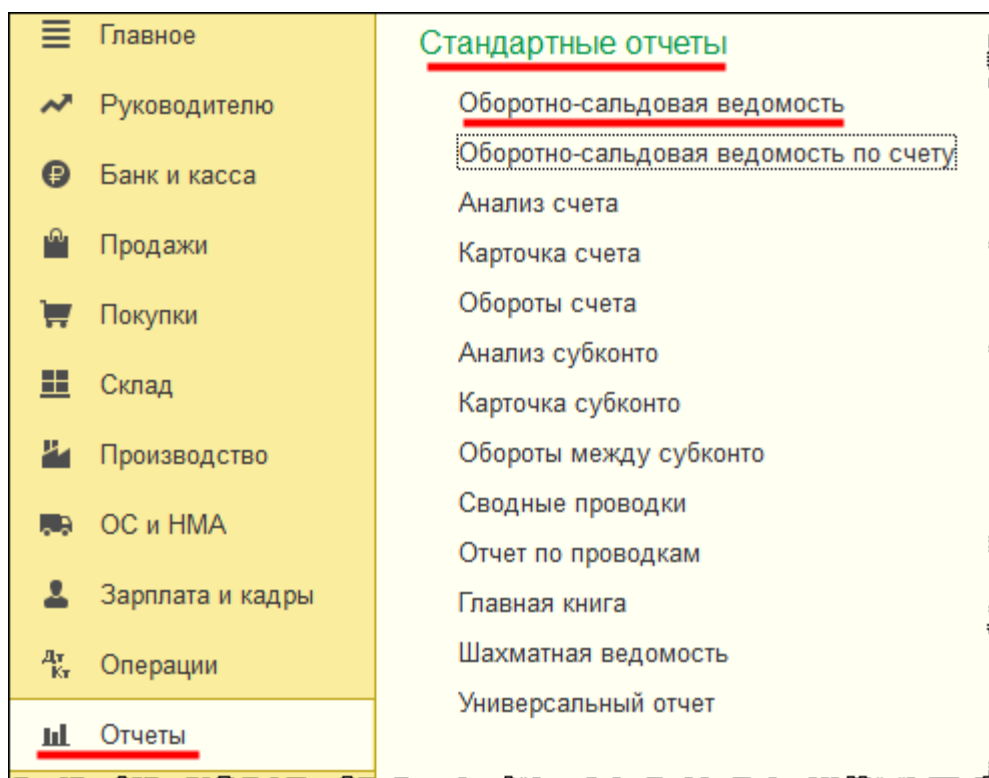 Главное
Руководителю
Банк и касса
Продажи
Покупки
Склад
Производство
ОС и НМА
Зарплата и кадры
Дт
Кт
Операции
Отчеты
Стандартные отчеты
Оборотно-сальдовая ведомость
Оборотно-сальдовая ведомость по счету
Анализ счета
Карточка счета
Обороты счета
Анализ субконто
Карточка субконто
Обороты между субконто
Сводные проводки
Отчет по проводкам
Главная книга
Шахматная ведомость
Универсальный отчет